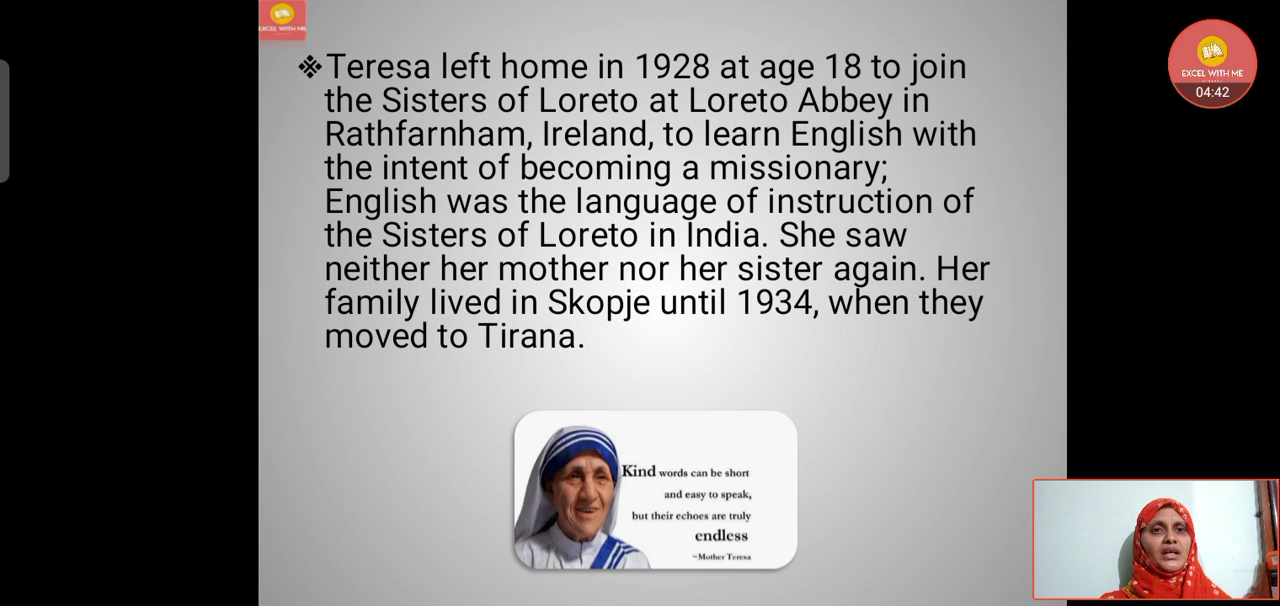 EXCEL WITH ME
❖Teresa left home in 1928 at age 18 to join
the Sisters of Loreto at Loreto Abbey in
Rathfarnham, Ireland, to learn English with
the intent of becoming a missionary;
English was the language of instruction of
the Sisters of Loreto in India. She saw
neither her mother nor her sister again. Her
family lived in Skopje until 1934, when they
moved to Tirana.
Kind words can be short
and easy to speak,
but their echoes are truly
endless
~Mother Teresa
EXCEL WITH ME
04:42